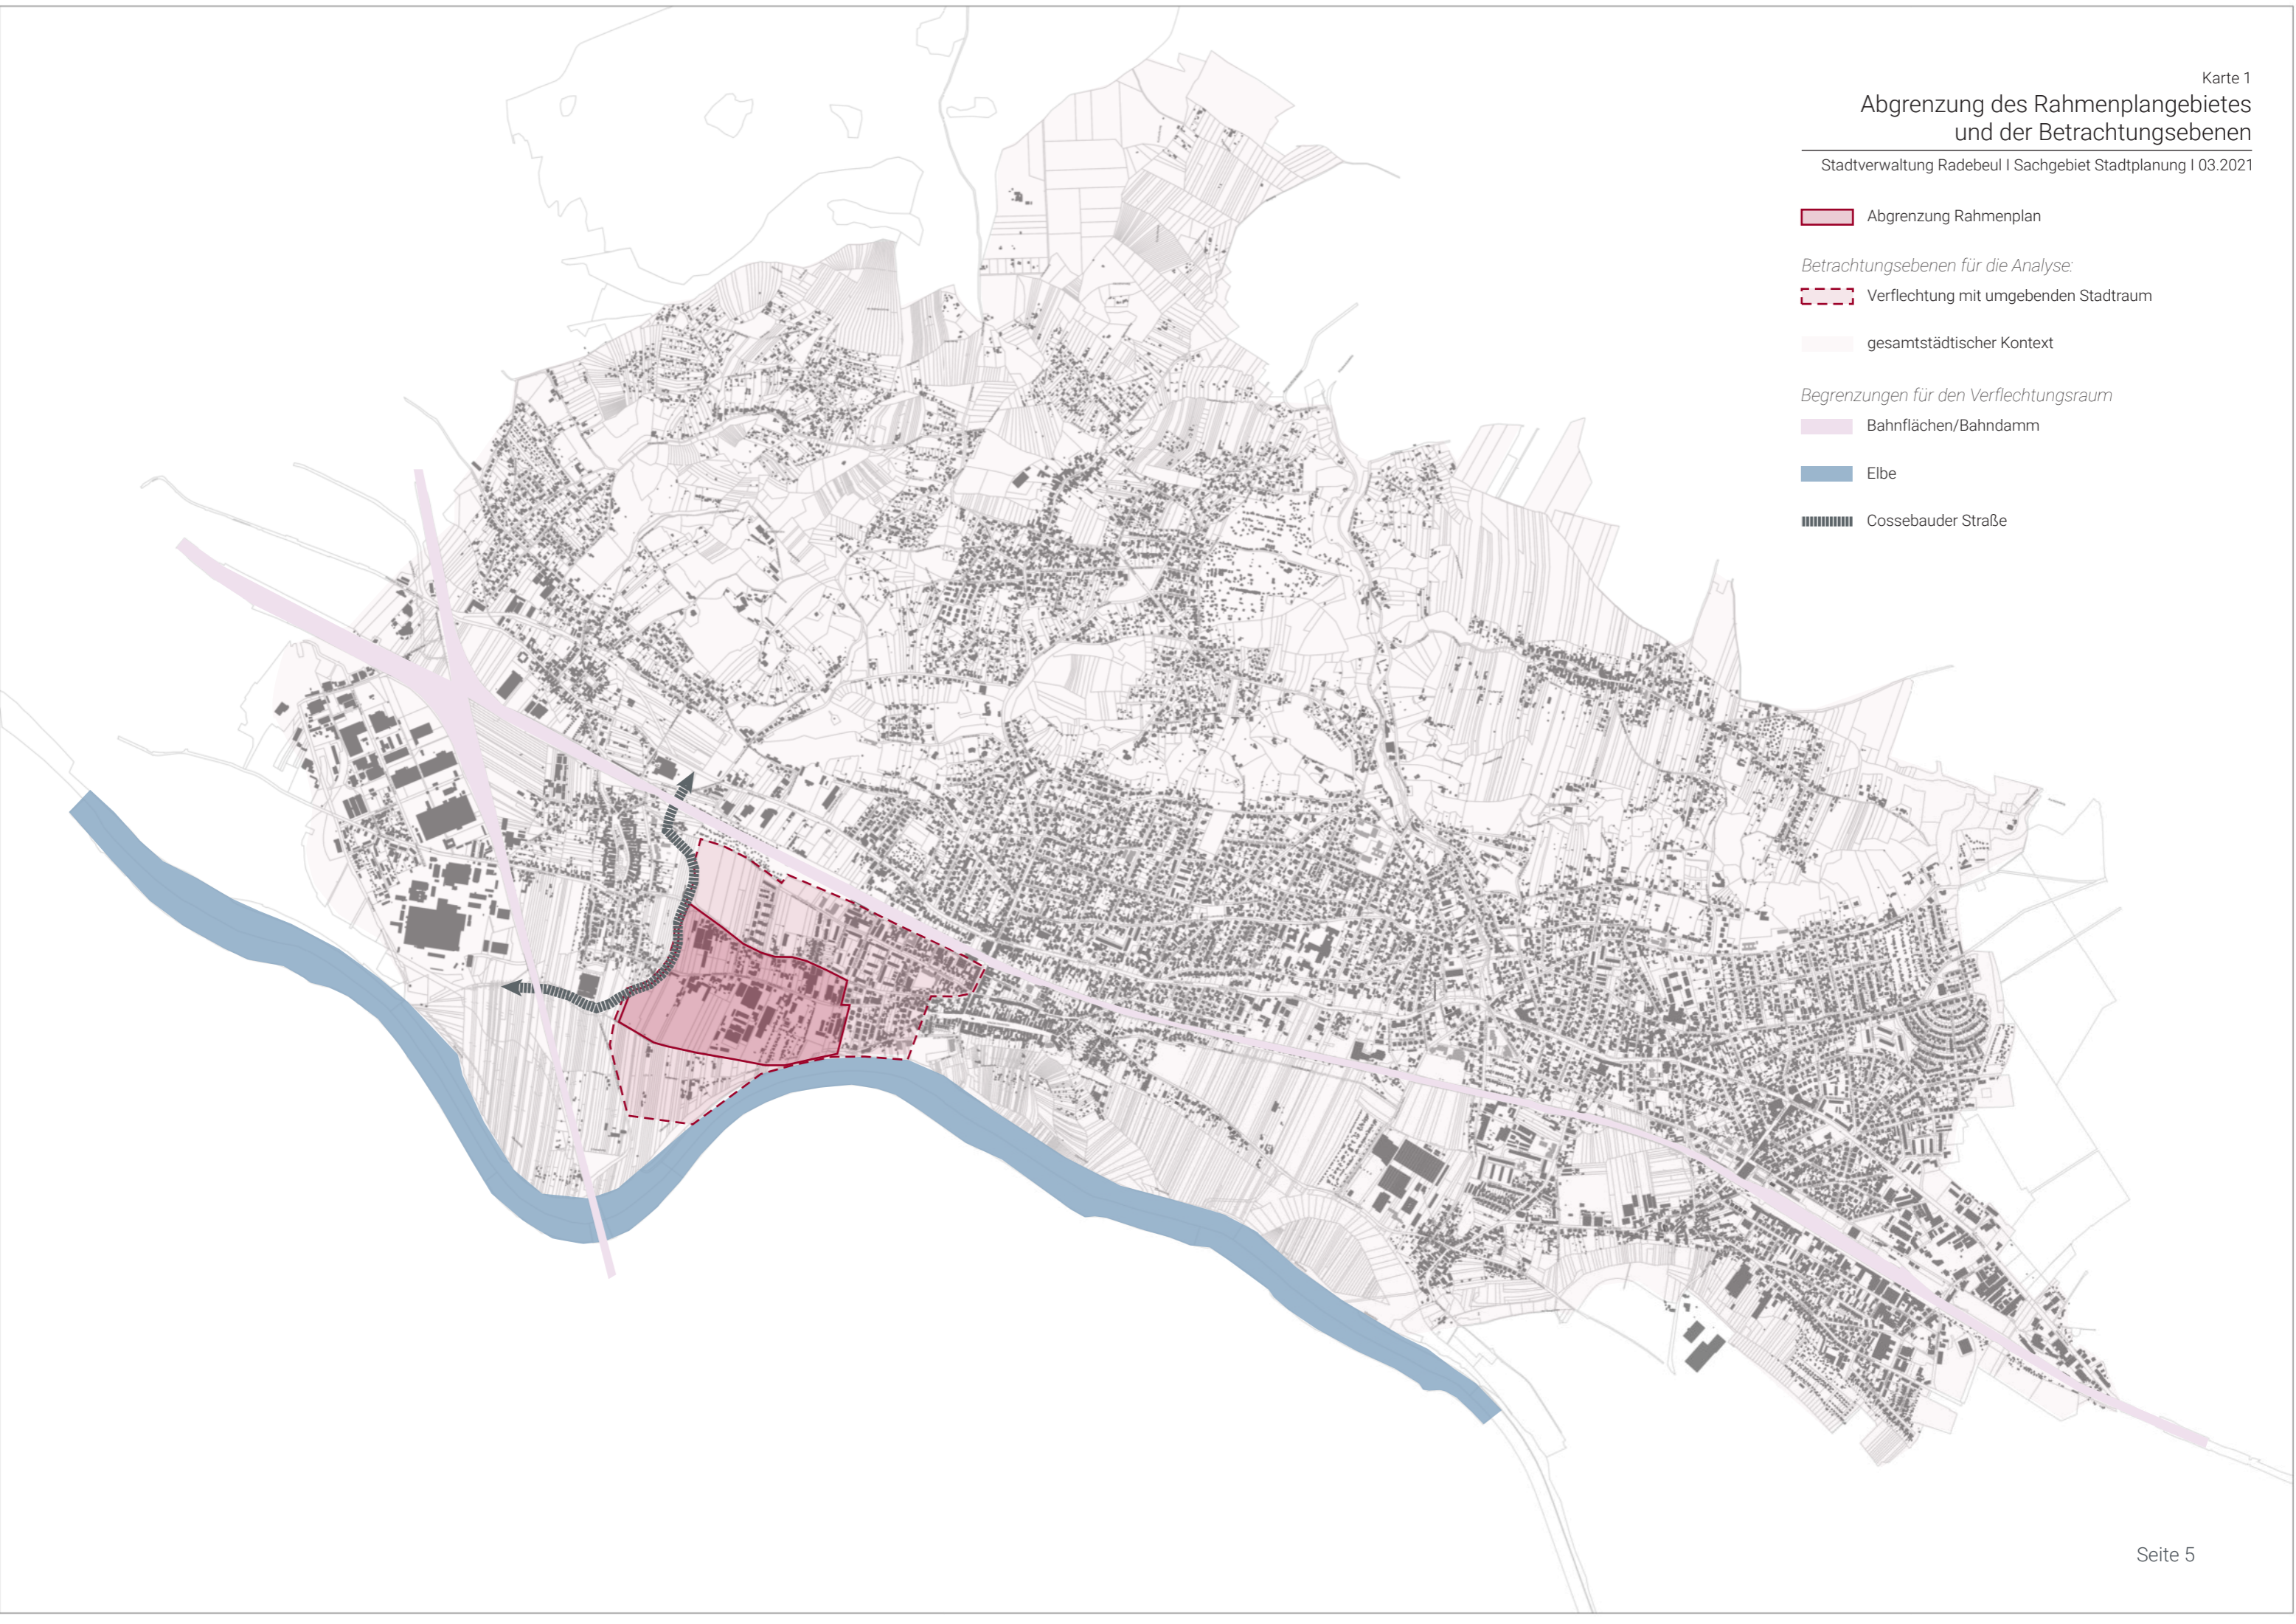 Karte 1
Abgrenzung des Rahmenplangebietes
und der Betrachtungsebenen
Stadtverwaltung Radebeul I Sachgebiet Stadtplanung I 03.2021
Abgrenzung Rahmenplan
Betrachtungsebenen für die Analyse:
Verflechtung mit umgebenden Stadtraum
gesamtstädtischer Kontext
Begrenzungen für den Verflechtungsraum
Bahnflächen/Bahndamm
Elbe
Cossebauder Straße
Seite 5